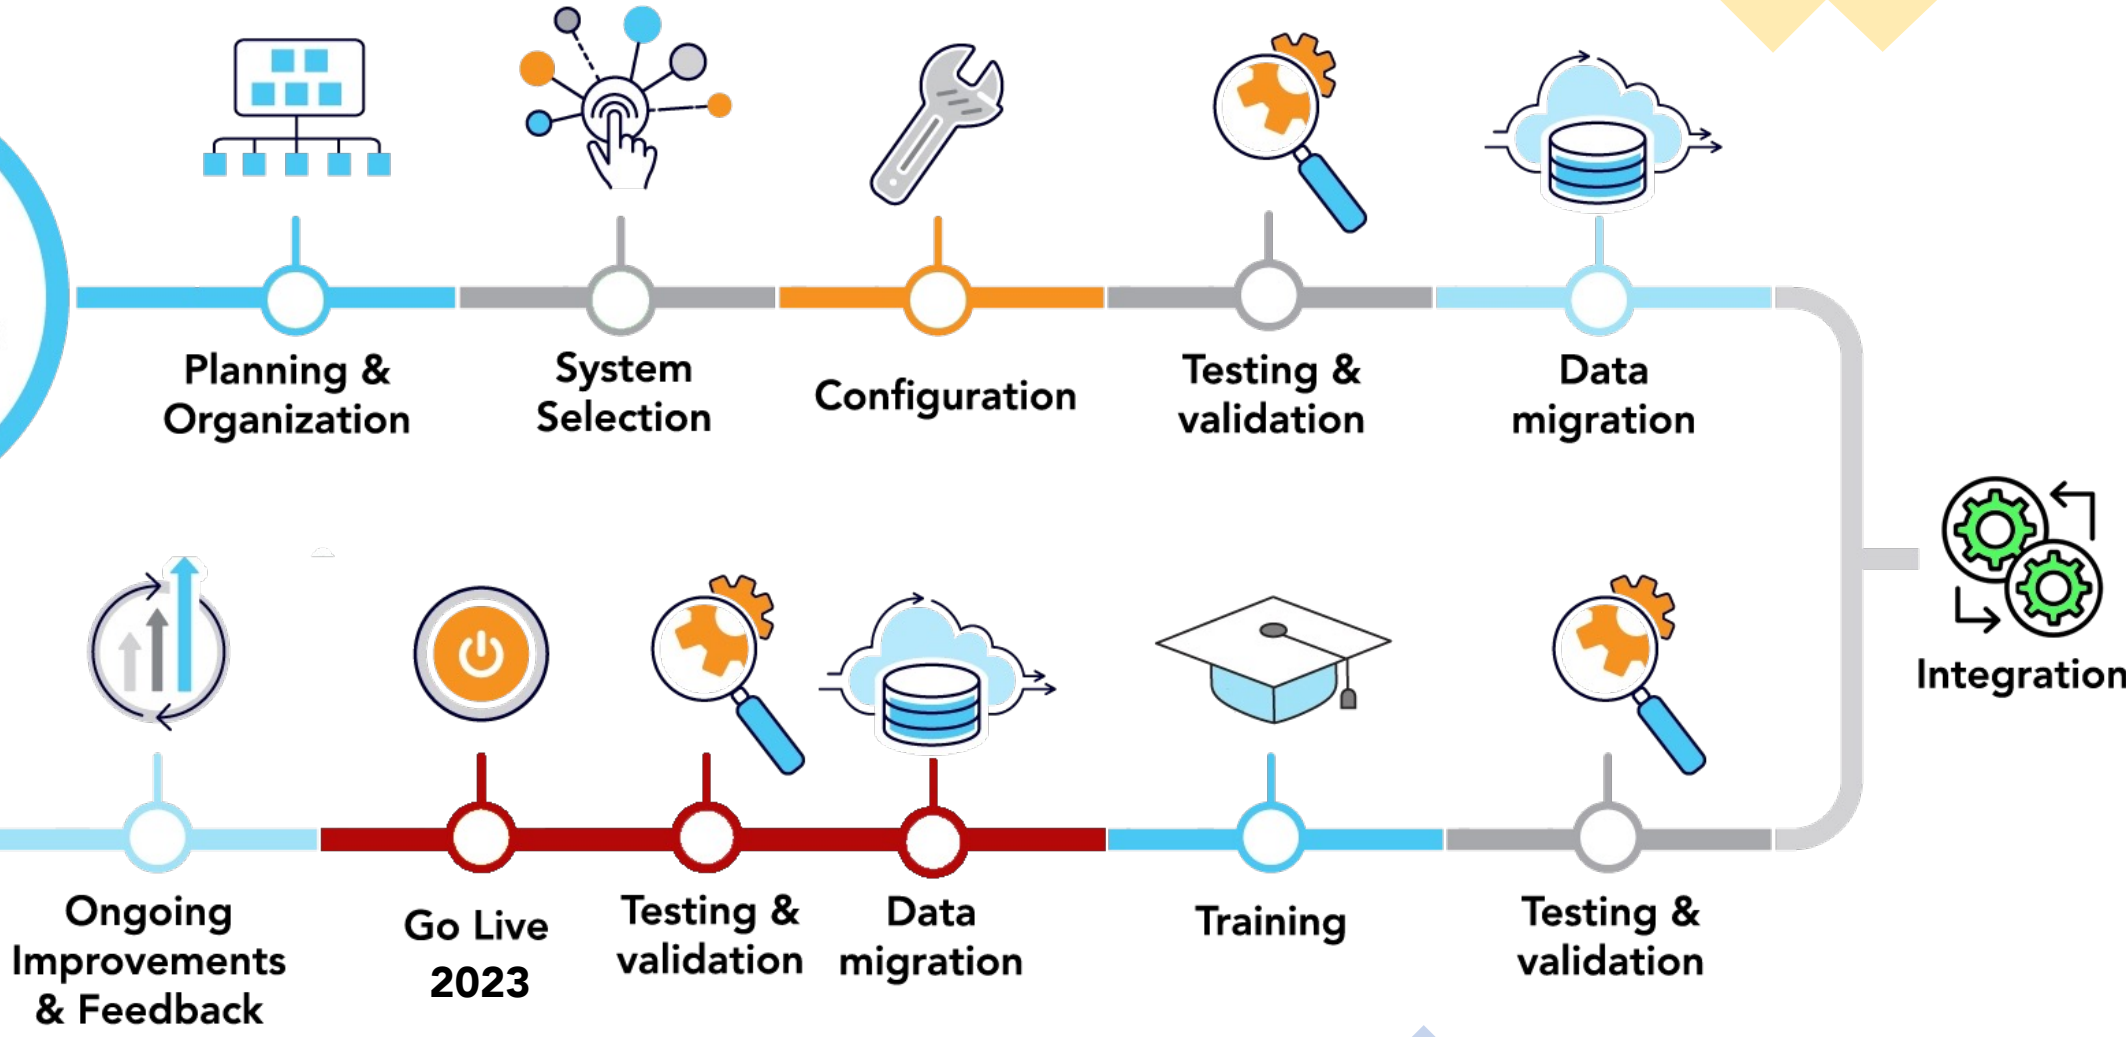 Planning &
Organization
System
Selection
Configuration
Testing &
validation
Data
migration
Integration
Ongoing
Improvements
& Feedback
Go Live
2023
Testing &
validation
Data
migration
Training
Testing &
validation